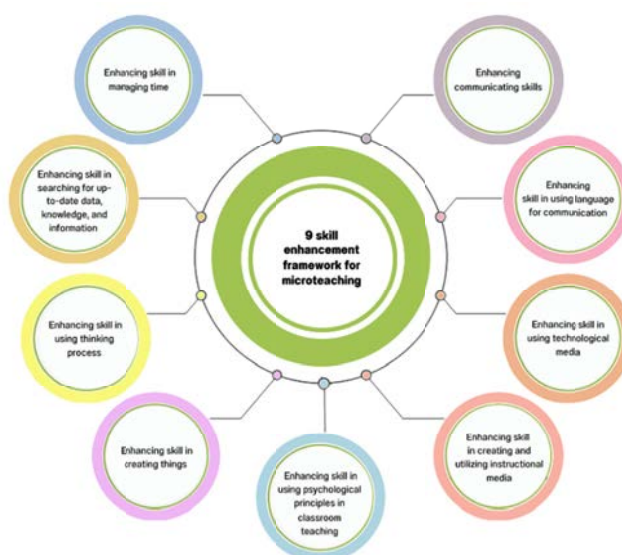 9 skill
enhancement
framework for
microteaching
Enhancing
communicating skills
Enhancing
skill in using language
for communication
Enhancing skill in
using technological
media
Enhancing skill
in creating and
utilizing instructional
media
Enhancing skill in
using psychological
principles in
classroom
teaching
Enhancing skill in
creating things
Enhancing skill in
using thinking
process
Enhancing skill in
searching for up-
to-date data,
knowledge, and
information
Enhancing skill in
managing time